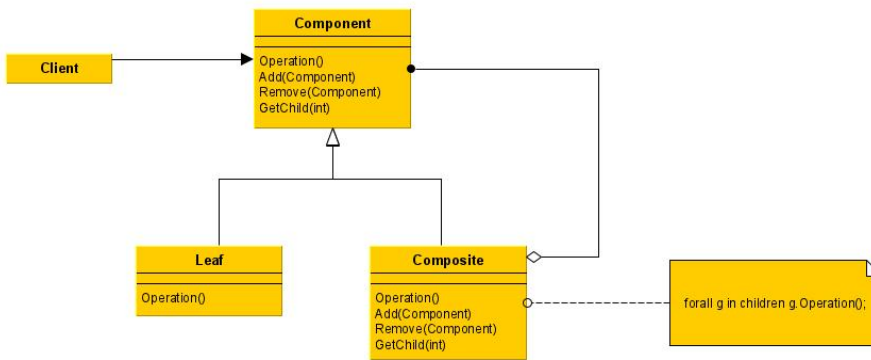 Component
Operation()
Add(Component)
Remove(Component)
GetChild(int)
Client
Leaf
Operation()
Composite
Operation()
Add(Component)
Remove(Component)
GetChild(int)
forall g in children g.Operation();